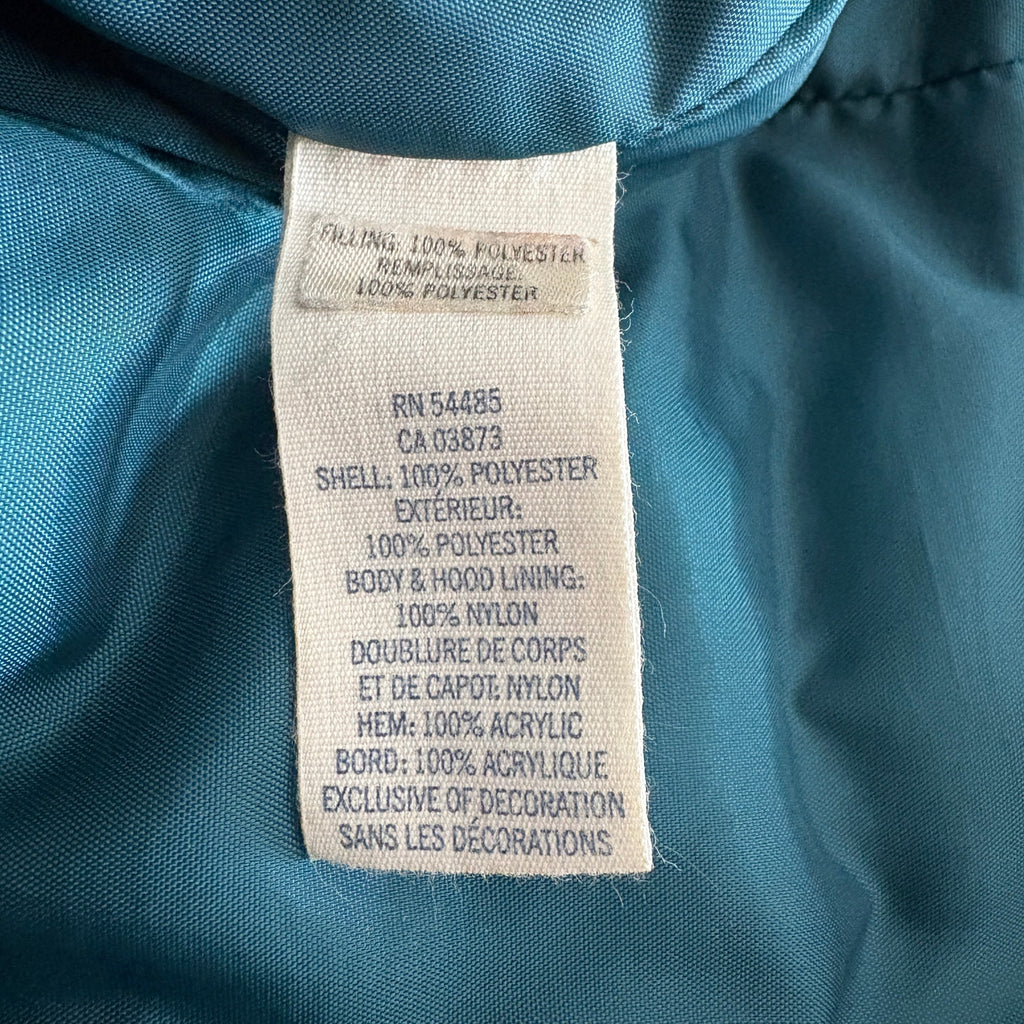 FILLING: 100% POLYESTER
REMPLISSAGE:
100% POLYESTER
RN 54485
CA 03873
SHELL: 100% POLYESTER
EXTÉRIEUR:
100% POLYESTER
BODY & HOOD LINING:
100% NYLON
DOUBLURE DE CORPS
ET DE CAPOT: NYLON
HEM: 100% ACRYLIC
BORD: 100% ACRYLIQUE
EXCLUSIVE OF DECORATION
SANS LES DÉCORATIONS